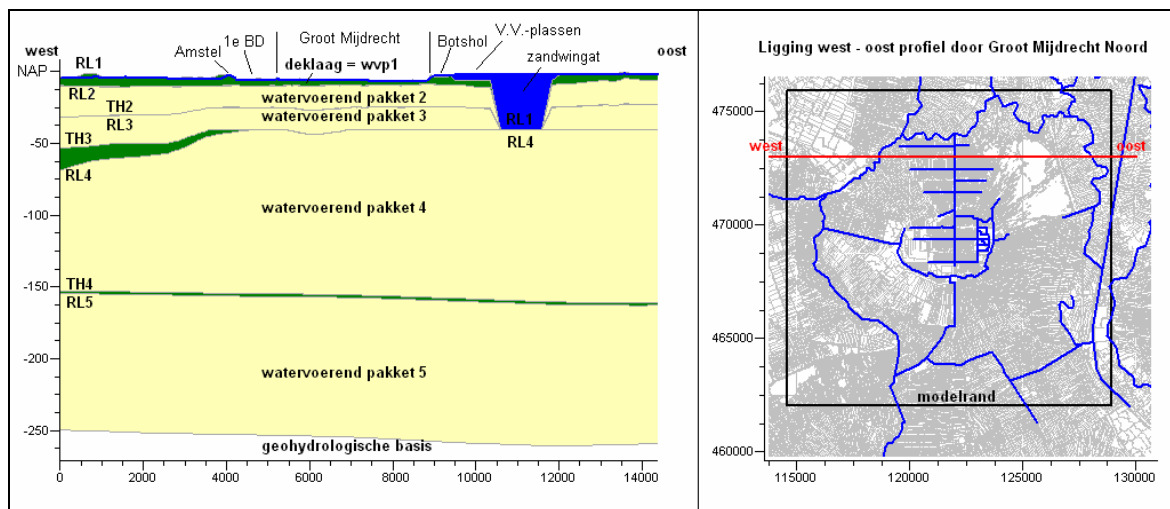 V.V.-plassen
1e BD Groot Mijdrecht Botshol
Amstel
zandwingat
west
oost
NAP
RL1
deklaag = wvp1
RL2
watervoerend pakket 2
TH2
RL3
watervoerend pakket 3
RL1
TH3
RL4
-50
RL4
-100
watervoerend pakket 4
-150
TH4
RL5
-200
watervoerend pakket 5
-250
geohydrologische basis
0 2000 4000 6000 8000 10000 12000 14000
Ligging west - oost profiel door Groot Mijdrecht Noord
475000
west
oost
470000
465000
modelrand
460000
115000 120000 125000 130000